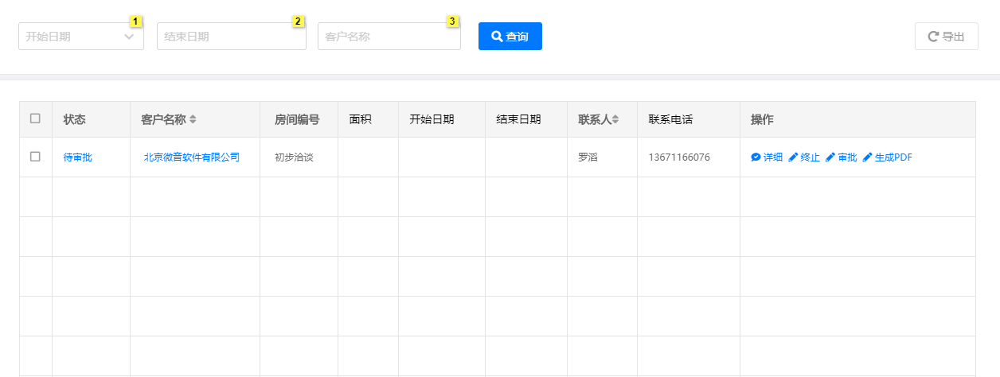 开始日期 1 结束日期 2 客户名称 3 查询 导出
状态 客户名称 房间编号 面积 开始日期 结束日期 联系人 联系电话 操作
待审批 北京微音软件有限公司 初步洽谈 罗滔 13671166076 详细 终止 审批 生成PDF